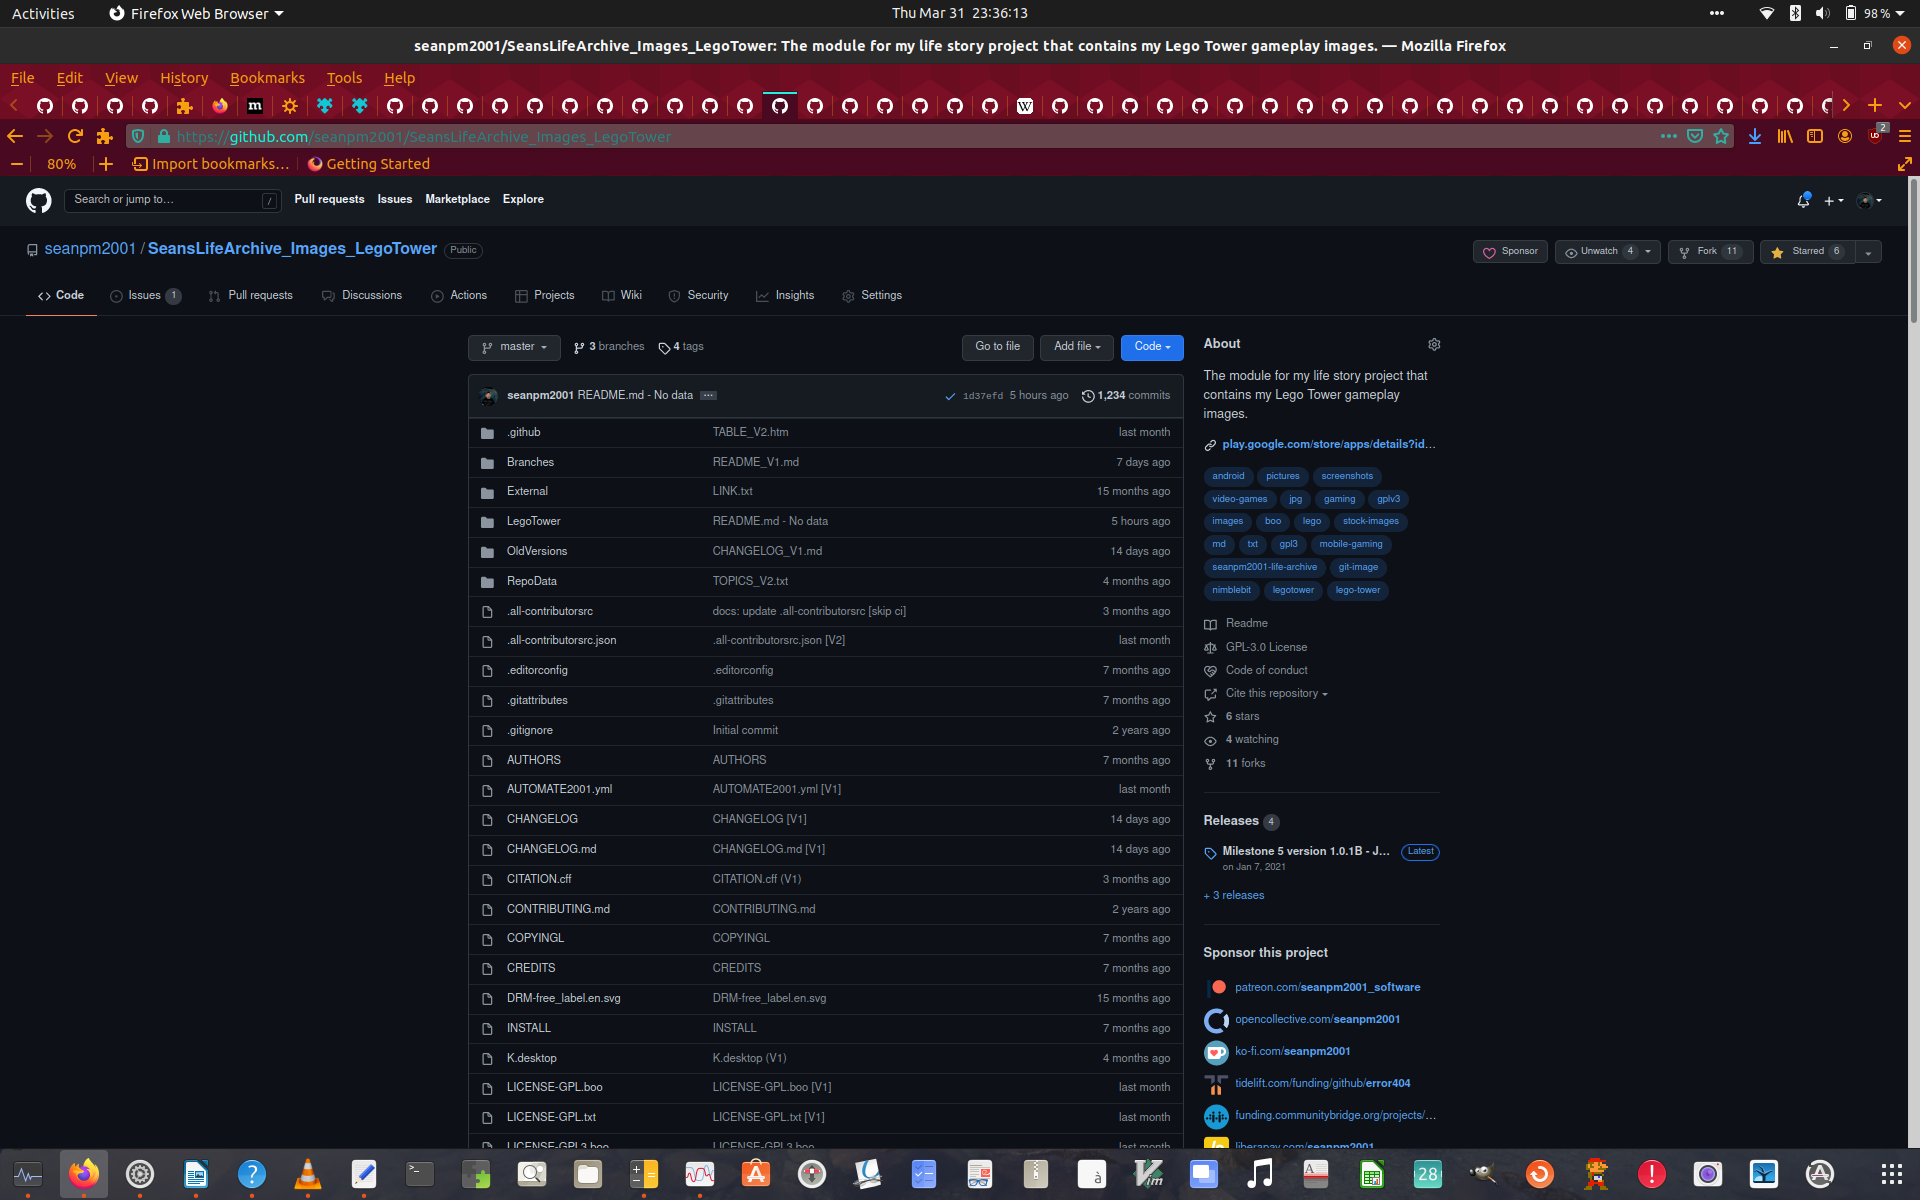 Activities
Firefox Web Browser
Thu Mar 31 23:36:13
98 %
seanpm2001/SeansLifeArchive_Images_LegoTower: The module for my life story project that contains my Lego Tower gameplay images. — Mozilla Firefox
File Edit View History Bookmarks Tools Help
https://github.com/seanpm2001/SeansLifeArchive_Images_LegoTower
2
80%
Import bookmarks...
Getting Started
Search or jump to...
/
Pull requests
Issues
Marketplace
Explore
seanpm2001 / SeansLifeArchive_Images_LegoTower
Public
Sponsor
Unwatch 4
Fork 11
Starred 6
Code
Issues 1
Pull requests
Discussions
Actions
Projects
Wiki
Security
Insights
Settings
master
3 branches
4 tags
Go to file
Add file
Code
seanpm2001 README.md - No data ...
1d37efd 5 hours ago
1,234 commits
.github TABLE_V2.htm last month
Branches README_V1.md 7 days ago
External LINK.txt 15 months ago
LegoTower README.md - No data 5 hours ago
OldVersions CHANGELOG_V1.md 14 days ago
RepoData TOPICS_V2.txt 4 months ago
.all-contributorsrc docs: update .all-contributorsrc [skip ci] 3 months ago
.all-contributorsrc.json .all-contributorsrc.json [V2] last month
.editorconfig .editorconfig 7 months ago
.gitattributes .gitattributes 7 months ago
.gitignore Initial commit 2 years ago
AUTHORS AUTHORS 7 months ago
AUTOMATE2001.yml AUTOMATE2001.yml [V1] last month
CHANGELOG CHANGELOG [V1] 14 days ago
CHANGELOG.md CHANGELOG.md [V1] 14 days ago
CITATION.cff CITATION.cff (V1) 3 months ago
CONTRIBUTING.md CONTRIBUTING.md 2 years ago
COPYINGL COPYINGL 7 months ago
CREDITS CREDITS 7 months ago
DRM-free_label.en.svg DRM-free_label.en.svg 15 months ago
INSTALL INSTALL 7 months ago
K.desktop K.desktop (V1) 4 months ago
LICENSE-GPL.boo LICENSE-GPL.boo [V1] last month
LICENSE-GPL.txt LICENSE-GPL.txt [V1] last month
LICENSE-GPL3.boo LICENSE-GPL3.boo last month
About
The module for my life story project that
contains my Lego Tower gameplay
images.
play.google.com/store/apps/details?id...
android pictures screenshots
video-games jpg gaming gplv3
images boo lego stock-images
md txt gpl3 mobile-gaming
seanpm2001-life-archive git-image
nimblebit legotower lego-tower
Readme
GPL-3.0 License
Code of conduct
Cite this repository
6 stars
4 watching
11 forks
Releases 4
Milestone 5 version 1.0.1B - J... Latest
on Jan 7, 2021
+ 3 releases
Sponsor this project
patreon.com/seanpm2001_software
opencollective.com/seanpm2001
ko-fi.com/seanpm2001
tidelift.com/funding/github/error404
funding.communitybridge.org/projects/...
liberapay.com/seanpm2001
28